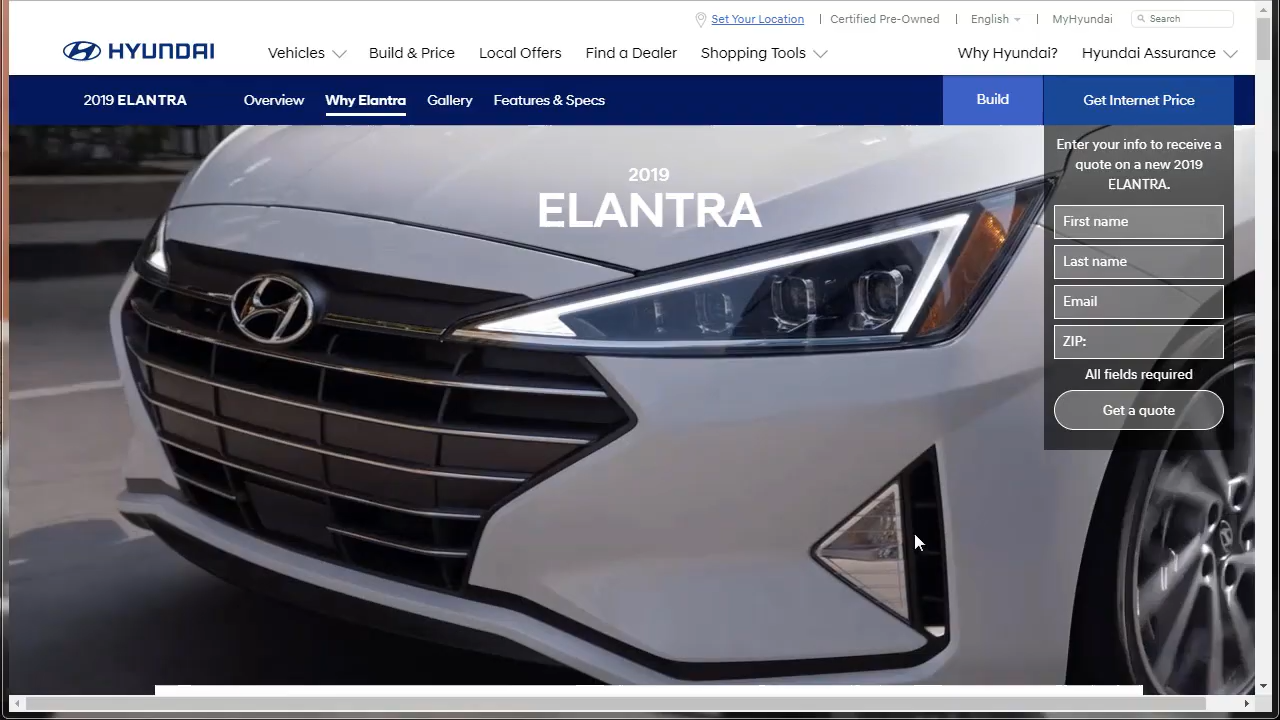 Set Your Location | Certified Pre-Owned | English | MyHyundai Search
HYUNDAI Vehicles Build & Price Local Offers Find a Dealer Shopping Tools Why Hyundai? Hyundai Assurance
2019 ELANTRA Overview Why Elantra Gallery Features & Specs Build Get Internet Price
2019
ELANTRA
Enter your info to receive a
quote on a new 2019
ELANTRA.
First name
Last name
Email
ZIP:
All fields required
Get a quote